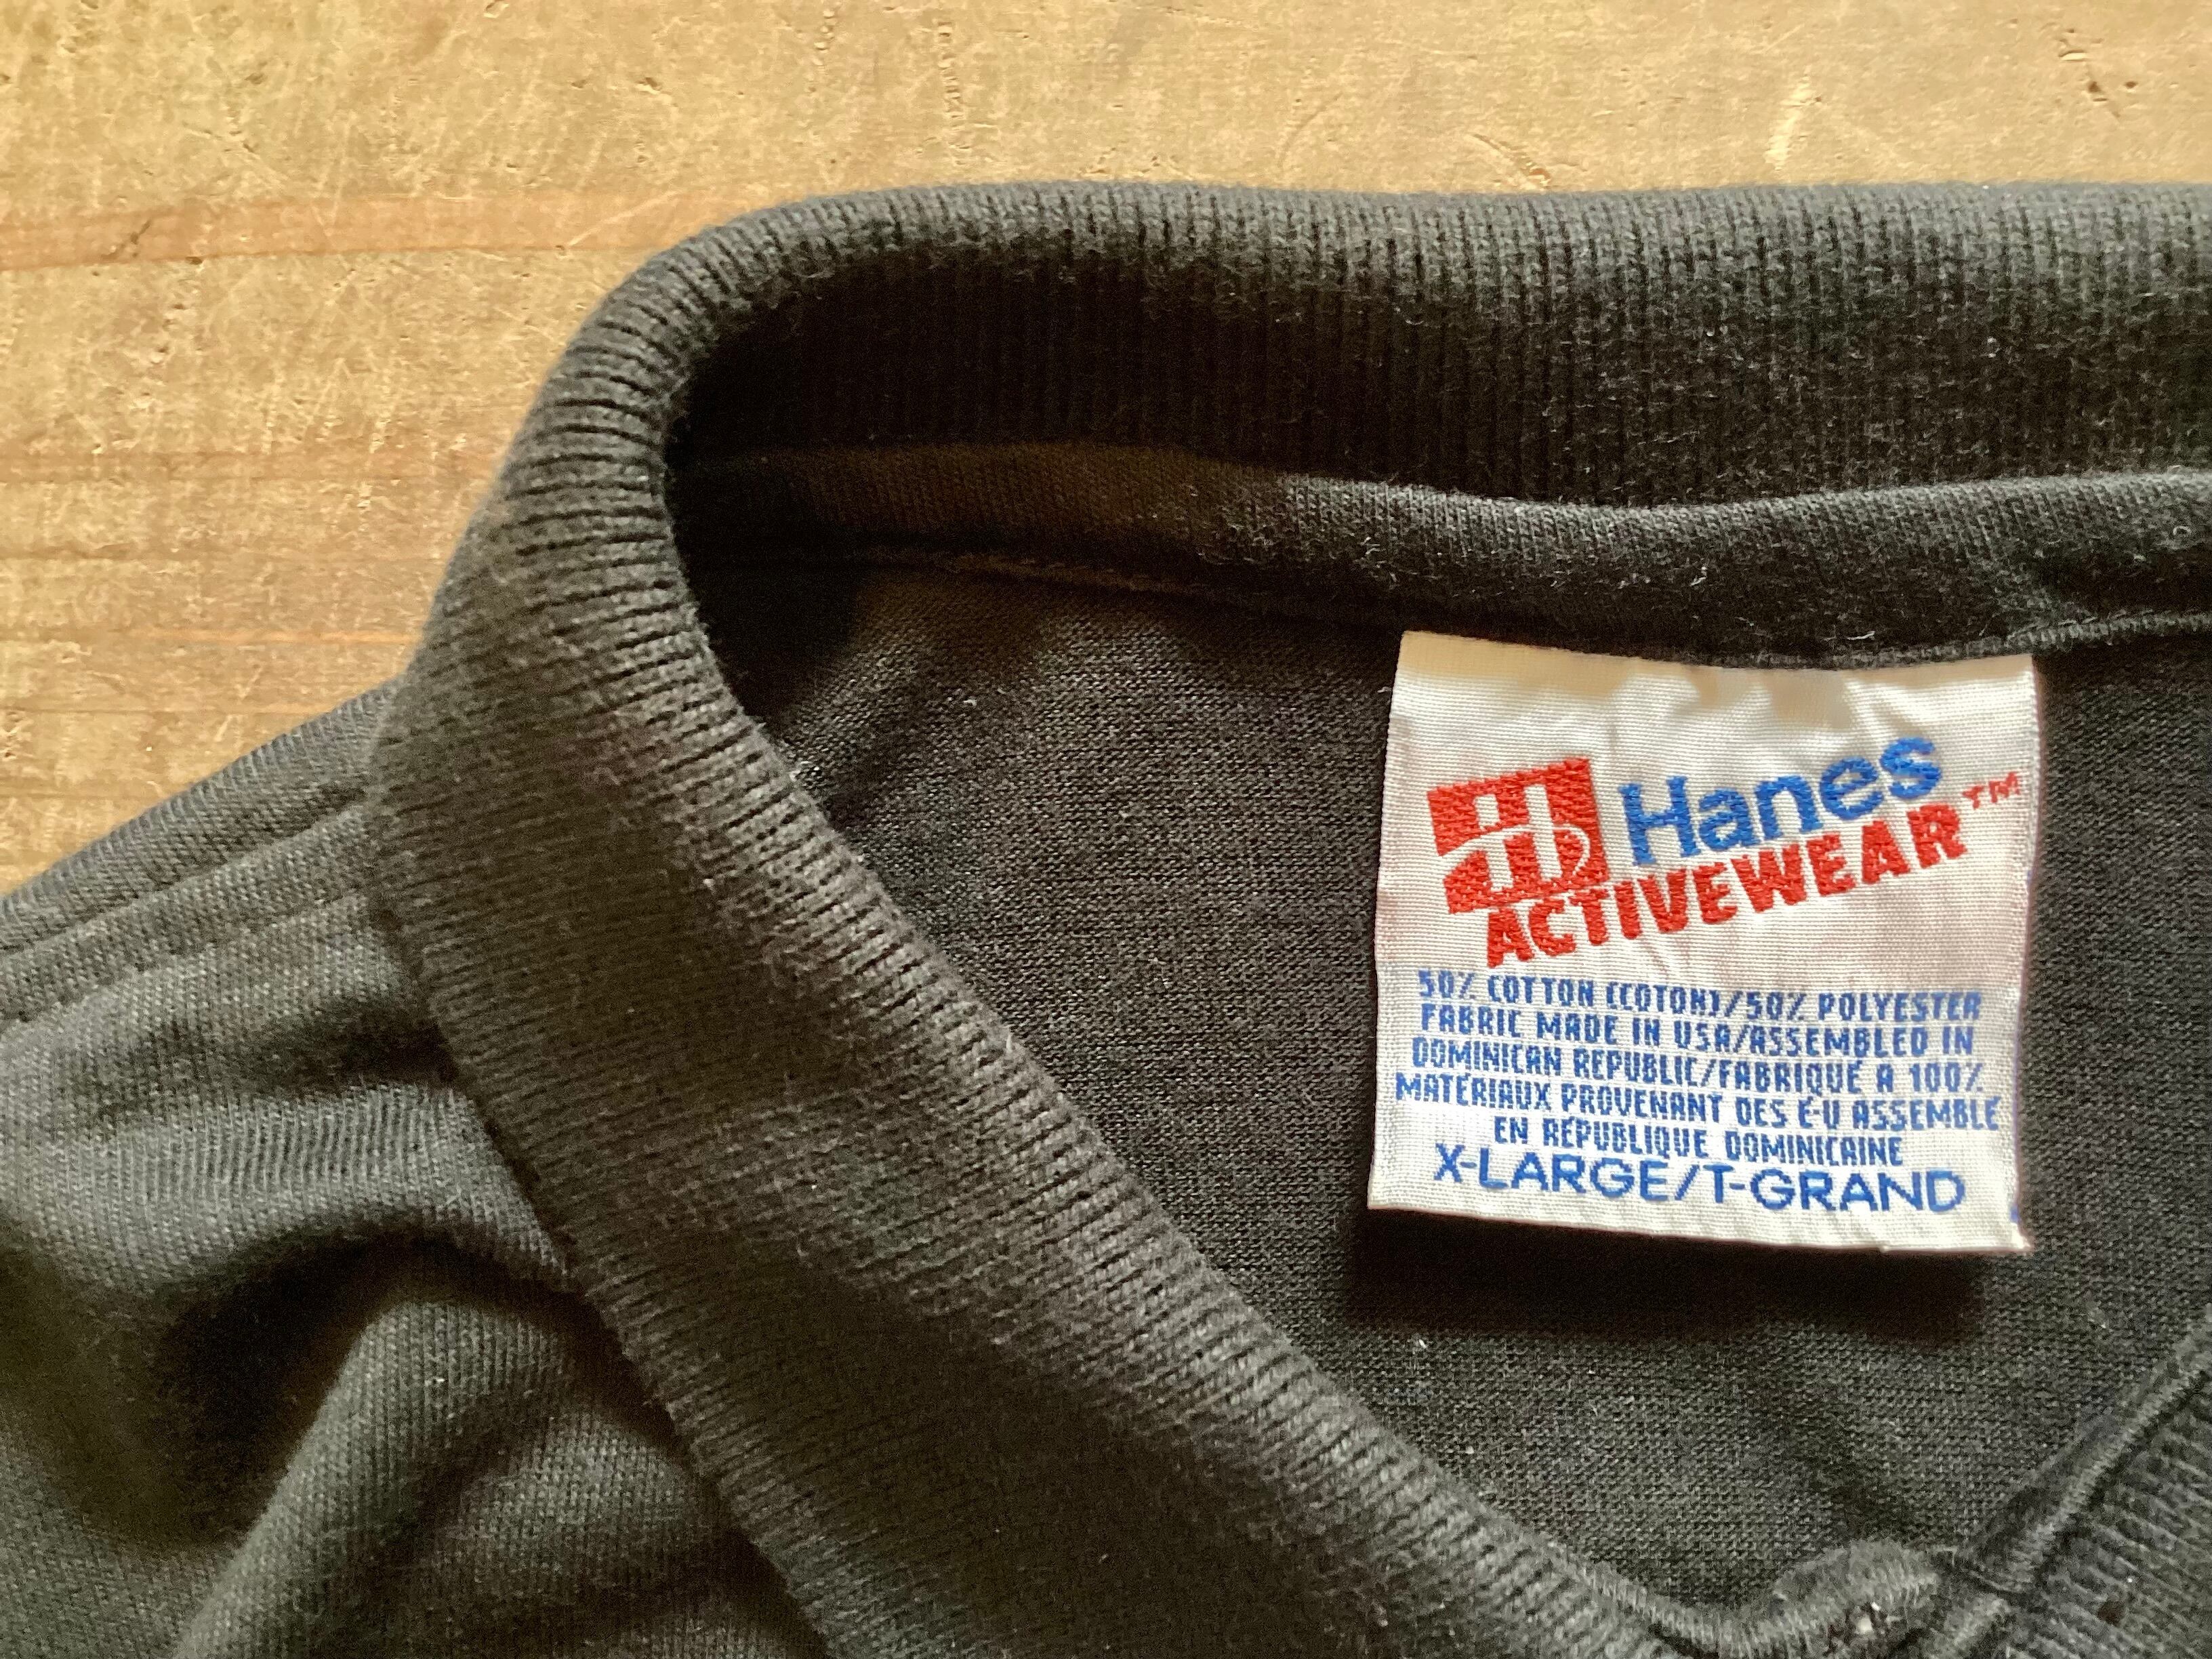 Hanes
ACTIVEWEAR™
50% COTTON (COTON)/50% POLYESTER
FABRIC MADE IN USA/ASSEMBLED IN
DOMINICAN REPUBLIC/FABRIQUÉ A 100%
MATÉRIAUX PROVENANT DES É-U ASSEMBLÉ
EN RÉPUBLIQUE DOMINICAINE
X-LARGE/T-GRAND